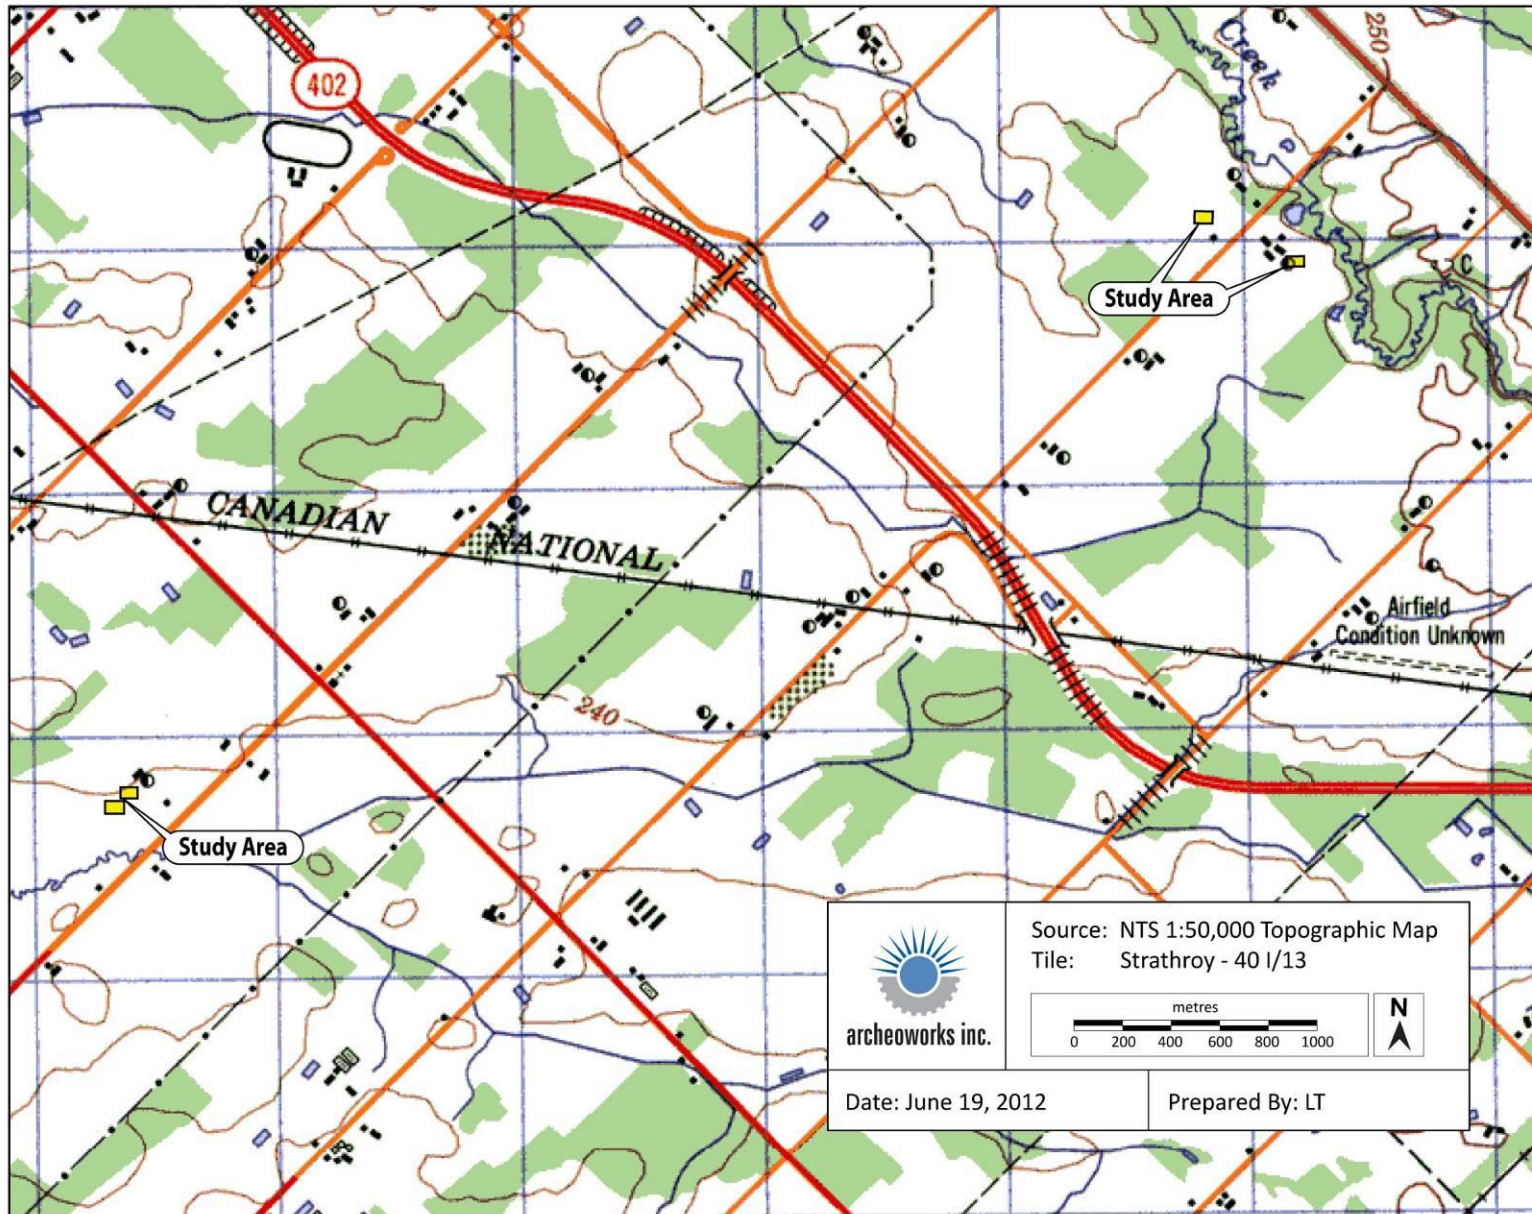 402
Creek
250
Study Area
C
CANADIAN NATIONAL
Airfield
Condition Unknown
240
Study Area
archeoworks inc.
Source: NTS 1:50,000 Topographic Map
Tile: Strathroy - 40 I/13
metres
0 200 400 600 800 1000
N
Date: June 19, 2012
Prepared By: LT